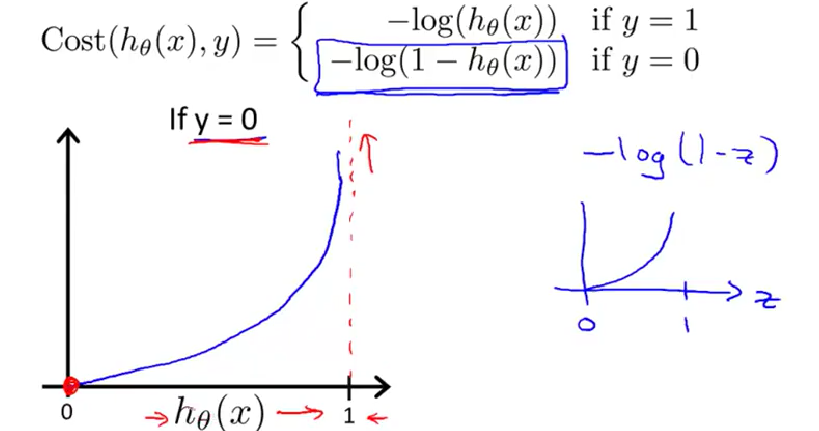 Cost(hθ(x), y) = { −log(hθ(x)) if y = 1
−log(1 − hθ(x)) if y = 0
If y = 0
−log(1−z)
z
0 1
0 → hθ(x) → 1 ←